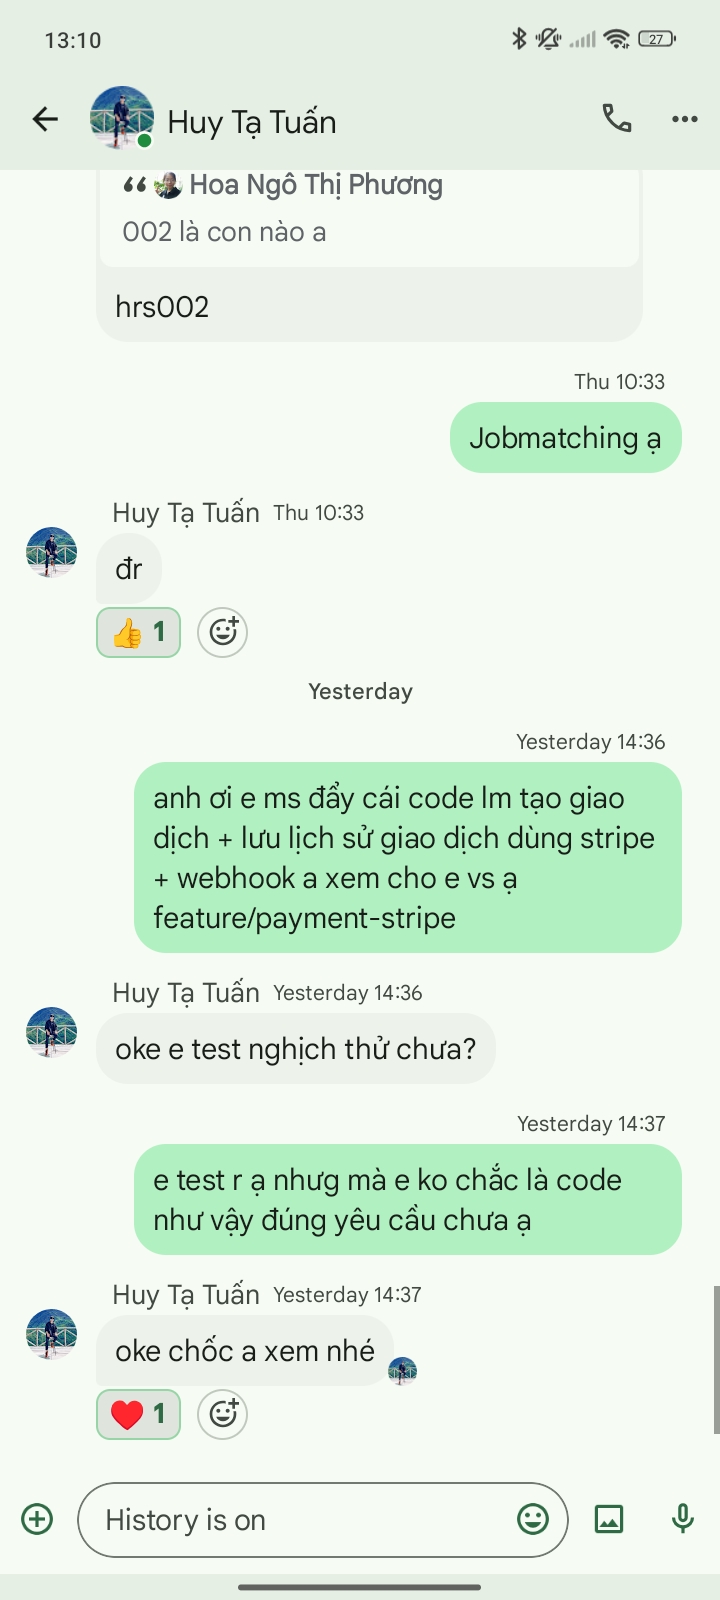 13:10
27
Huy Tạ Tuấn
Hoa Ngô Thị Phương
002 là con nào a
hrs002
Thu 10:33
Jobmatching ạ
Huy Tạ Tuấn Thu 10:33
đr
👍 1
Yesterday
Yesterday 14:36
anh ơi e ms đẩy cái code lm tạo giao
dịch + lưu lịch sử giao dịch dùng stripe
+ webhook a xem cho e vs ạ
feature/payment-stripe
Huy Tạ Tuấn Yesterday 14:36
oke e test nghịch thử chưa?
Yesterday 14:37
e test r ạ nhưg mà e ko chắc là code
như vậy đúng yêu cầu chưa ạ
Huy Tạ Tuấn Yesterday 14:37
oke chốc a xem nhé
❤️ 1
History is on